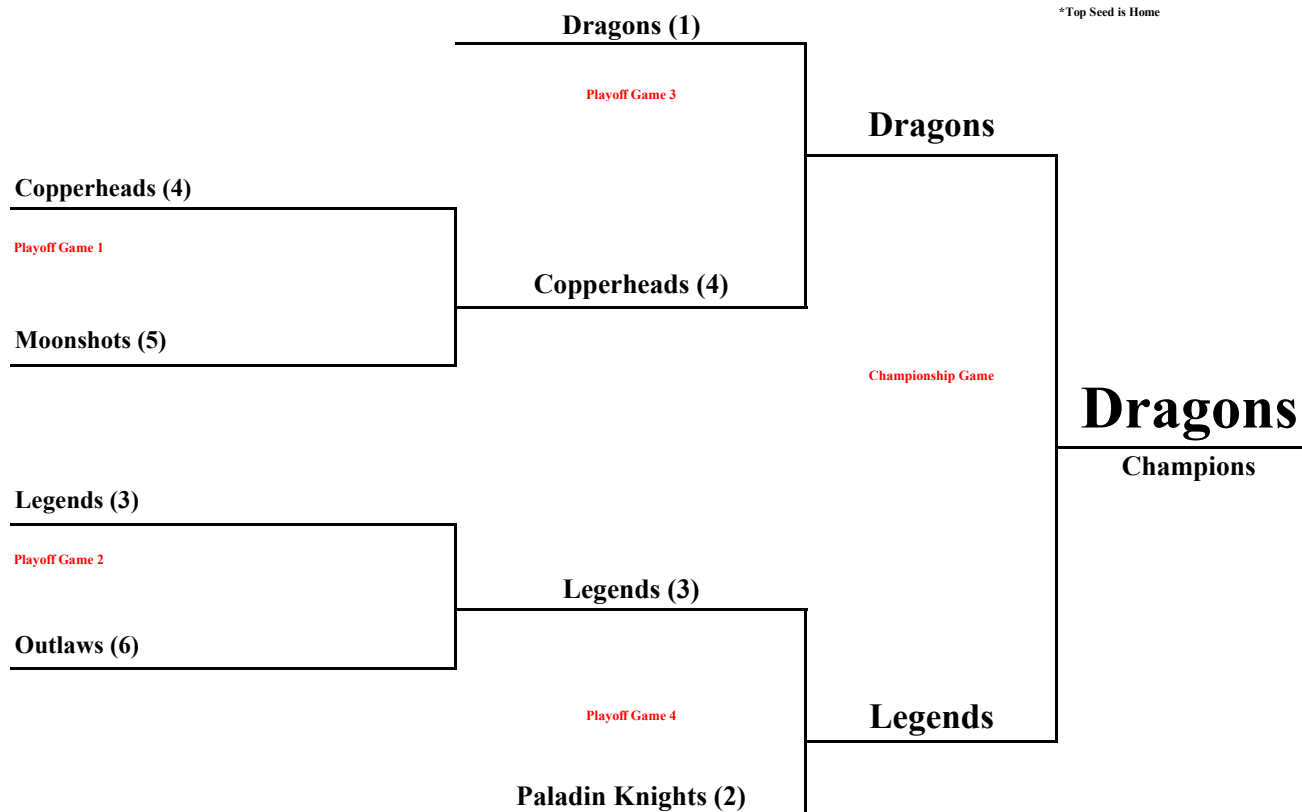 *Top Seed is Home
Dragons (1)
Playoff Game 3
Dragons
Copperheads (4)
Playoff Game 1
Copperheads (4)
Moonshots (5)
Championship Game
Dragons
Champions
Legends (3)
Playoff Game 2
Legends (3)
Outlaws (6)
Playoff Game 4
Legends
Paladin Knights (2)